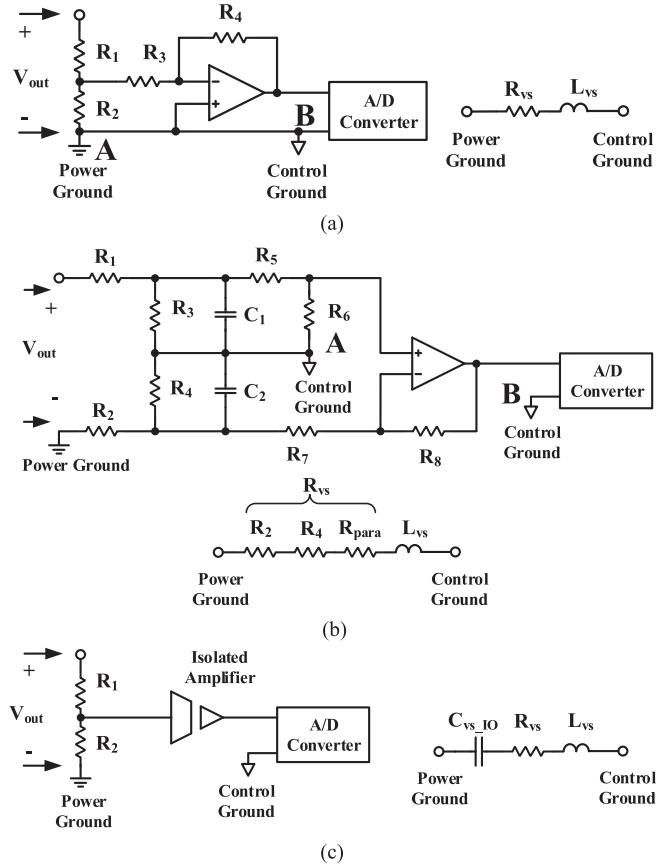 +
R1
Vout
R2
-
R3
R4
-
+
A
Power
Ground
B
Control
Ground
A/D
Converter
Rvs
Lvs
Power
Ground
Control
Ground
(a)
R1
+
Vout
-
R2
Power Ground
R3
R4
C1
C2
R5
R6
A
Control
Ground
R7
+
-
R8
B
Control
Ground
A/D
Converter
Rvs
R2
R4
Rpara
Lvs
Power
Ground
Control
Ground
(b)
+
R1
Vout
R2
-
Power
Ground
Isolated
Amplifier
A/D
Converter
Control
Ground
Cvs_IO
Rvs
Lvs
Power
Ground
Control
Ground
(c)